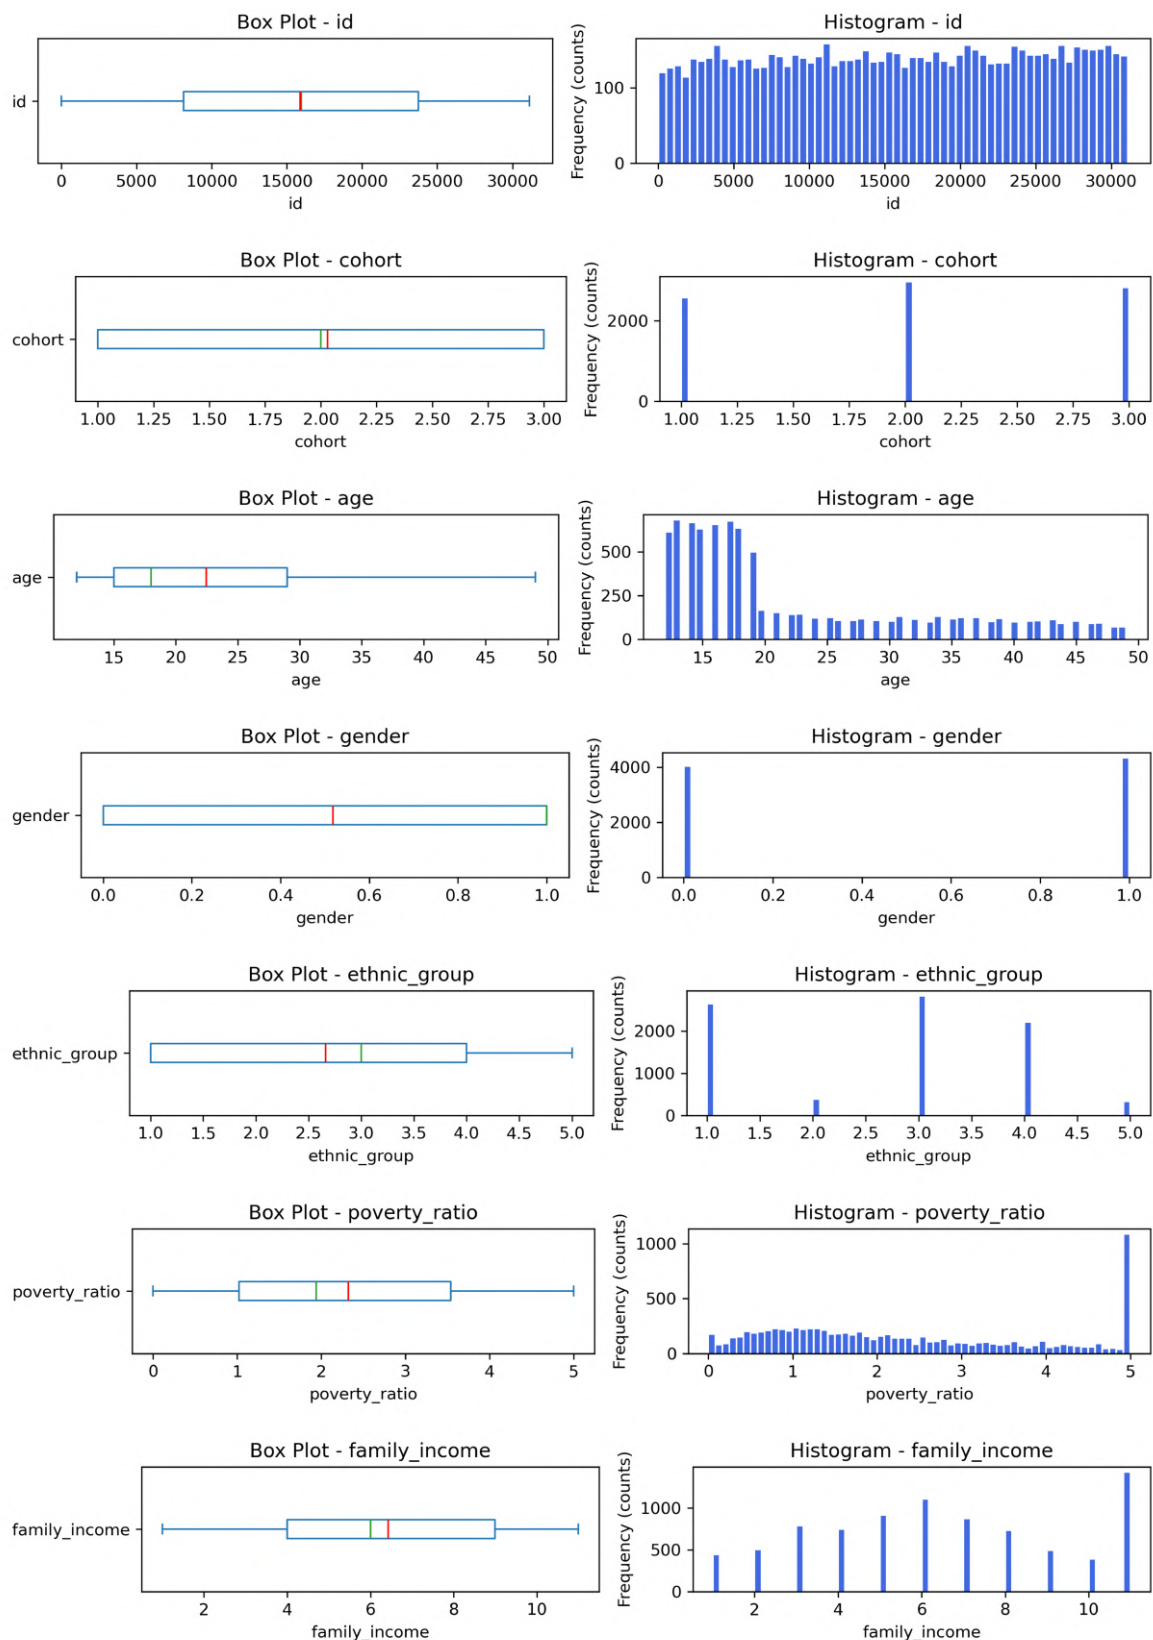 Box Plot - id
id
0 5000 10000 15000 20000 25000 30000
id
Histogram - id
Frequency (counts)
100
0
0 5000 10000 15000 20000 25000 30000
id
Box Plot - cohort
cohort
1.00 1.25 1.50 1.75 2.00 2.25 2.50 2.75 3.00
cohort
Histogram - cohort
Frequency (counts)
2000
0
1.00 1.25 1.50 1.75 2.00 2.25 2.50 2.75 3.00
cohort
Box Plot - age
age
15 20 25 30 35 40 45 50
age
Histogram - age
Frequency (counts)
500
250
0
15 20 25 30 35 40 45 50
age
Box Plot - gender
gender
0.0 0.2 0.4 0.6 0.8 1.0
gender
Histogram - gender
Frequency (counts)
4000
2000
0
0.0 0.2 0.4 0.6 0.8 1.0
gender
Box Plot - ethnic_group
ethnic_group
1.0 1.5 2.0 2.5 3.0 3.5 4.0 4.5 5.0
ethnic_group
Histogram - ethnic_group
Frequency (counts)
2000
1000
0
1.0 1.5 2.0 2.5 3.0 3.5 4.0 4.5 5.0
ethnic_group
Box Plot - poverty_ratio
poverty_ratio
0 1 2 3 4 5
poverty_ratio
Histogram - poverty_ratio
Frequency (counts)
1000
500
0
0 1 2 3 4 5
poverty_ratio
Box Plot - family_income
family_income
2 4 6 8 10
family_income
Histogram - family_income
Frequency (counts)
1000
500
0
2 4 6 8 10
family_income